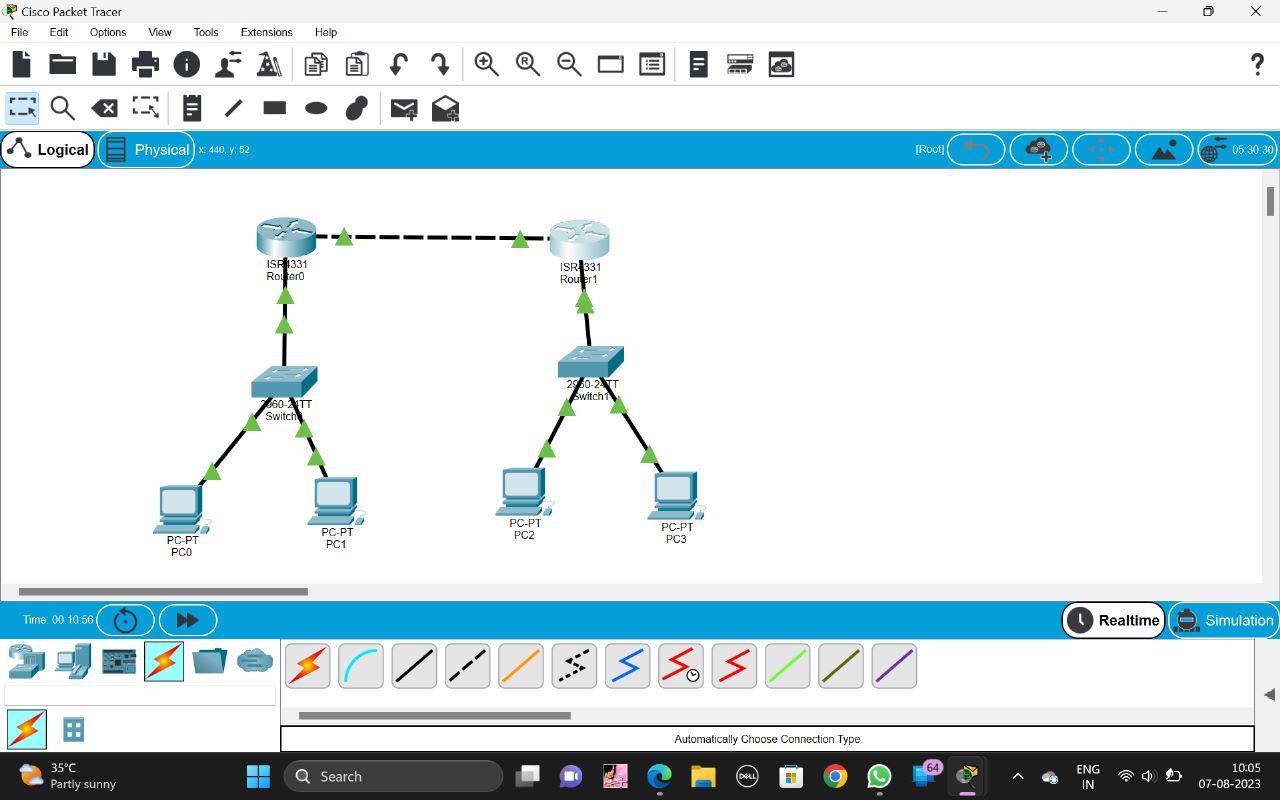 Cisco Packet Tracer
File Edit Options View Tools Extensions Help
Logical Physical x: 440, y: 52 [Root] 05:30:30
ISR4331
Router0
ISR4331
Router1
2960-24TT
Switch0
2960-24TT
Switch1
PC-PT
PC0
PC-PT
PC1
PC-PT
PC2
PC-PT
PC3
Time: 00:10:56 Realtime Simulation
Automatically Choose Connection Type
35°C
Partly sunny
Search
DELL
64
ENG
IN
10:05
07-08-2023